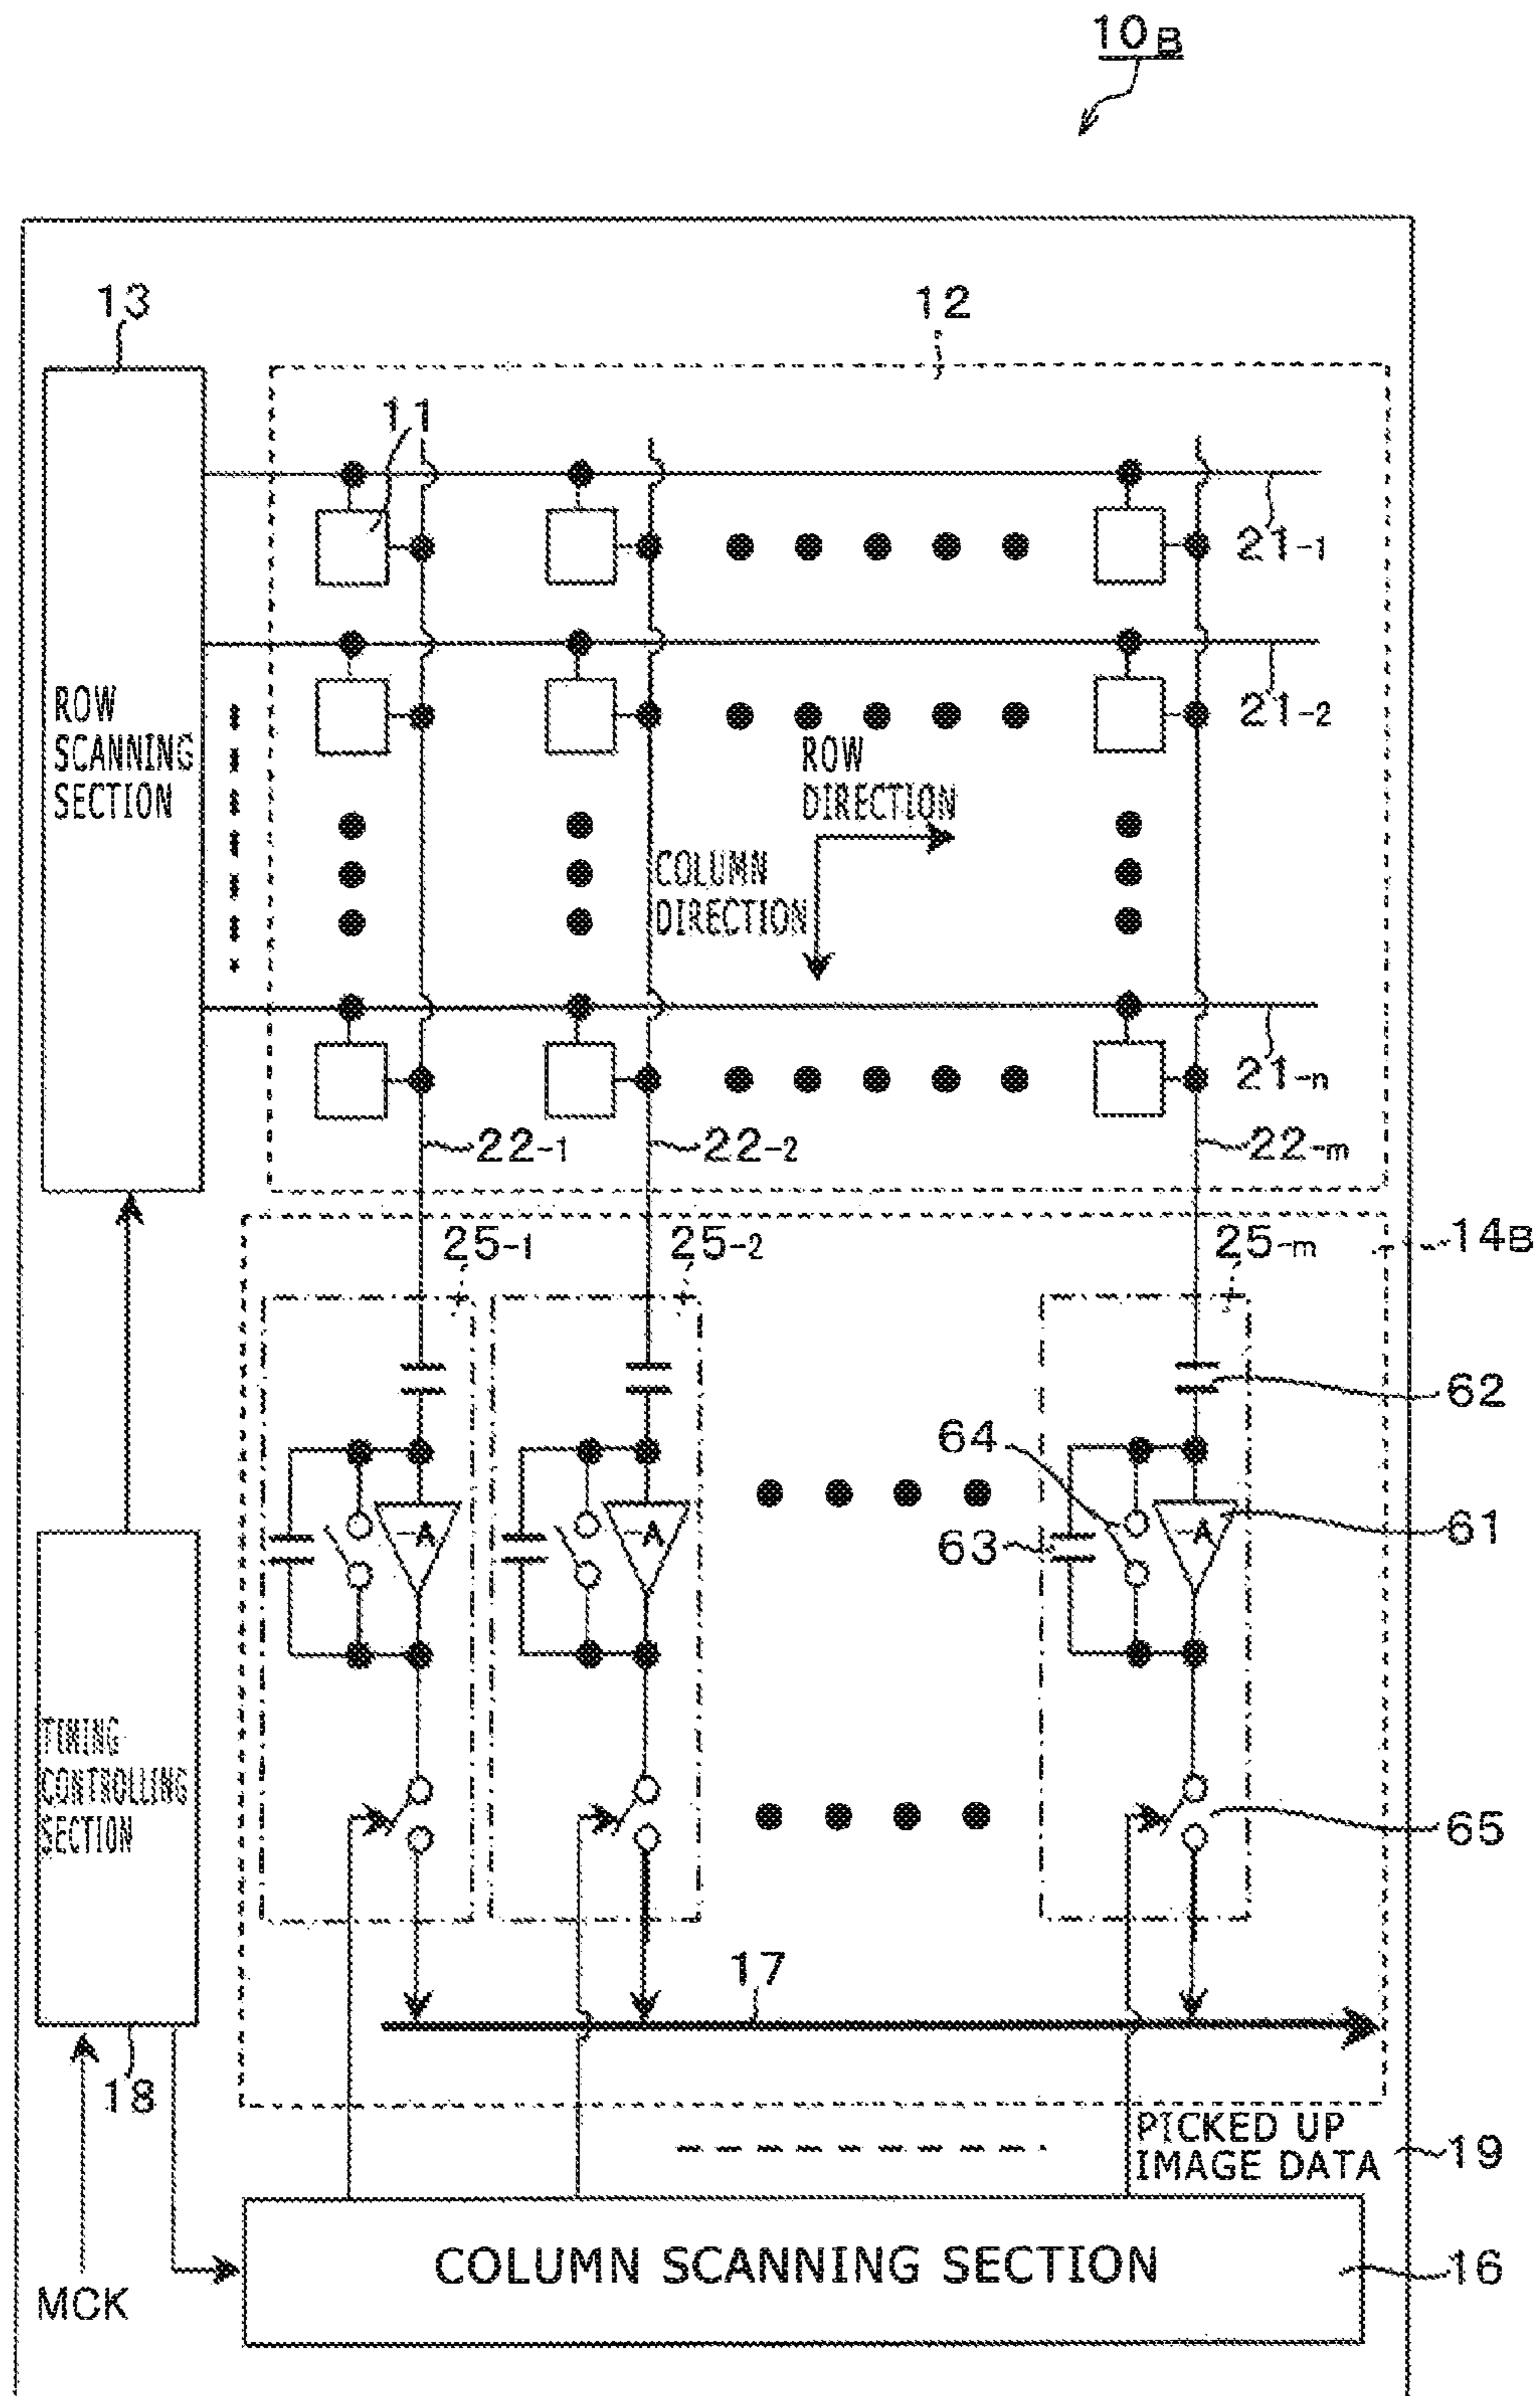 10B
13
12
11
21-1
21-2
ROW
SCANNING
SECTION
ROW
DIRECTION
COLUMN
DIRECTION
21-n
22-1
22-2
22-m
25-1
25-2
25-m
14B
62
64
63
-A
-A
-A
61
TIMING
CONTROLLING
SECTION
65
17
18
PICKED UP
IMAGE DATA
19
COLUMN SCANNING SECTION
16
MCK